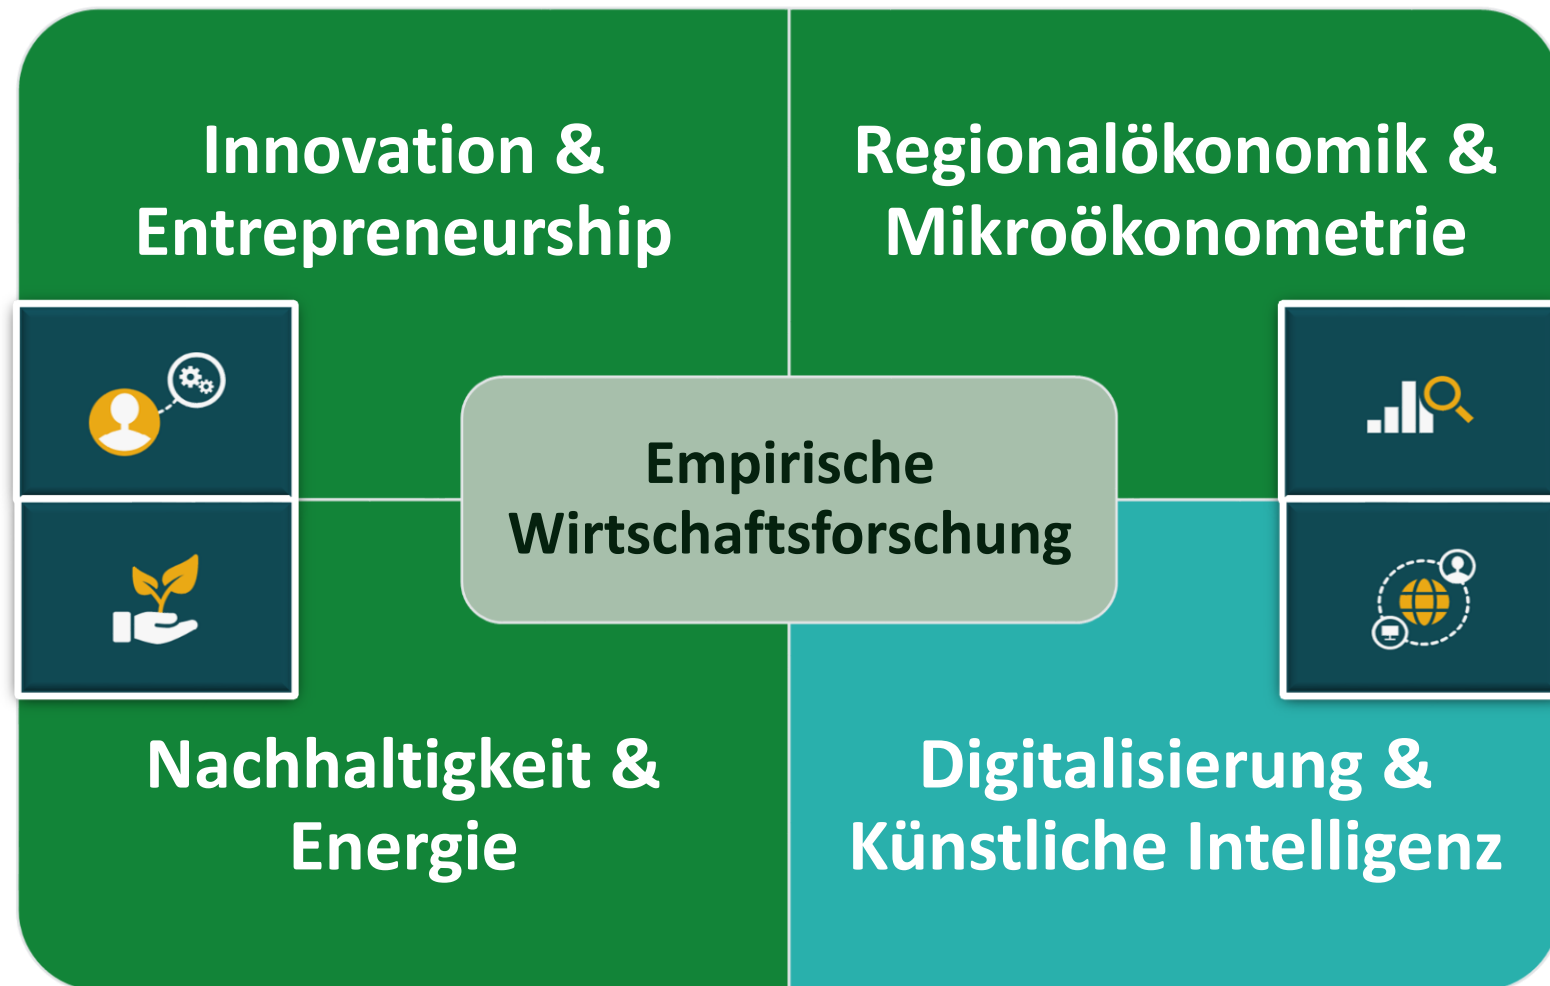 Innovation &
Entrepreneurship
Regionalökonomik &
Mikroökonometrie
Empirische
Wirtschaftsforschung
Nachhaltigkeit &
Energie
Digitalisierung &
Künstliche Intelligenz